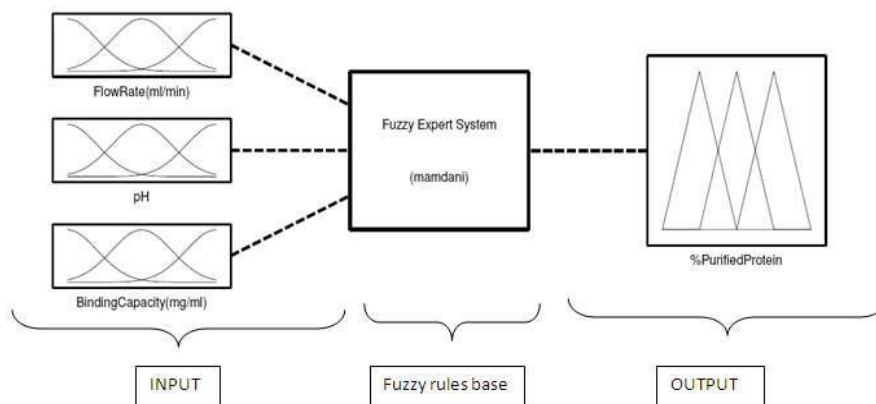 FlowRate(ml/min)
pH
BindingCapacity(mg/ml)
Fuzzy Expert System
(mamdani)
%PurifiedProtein
INPUT
Fuzzy rules base
OUTPUT